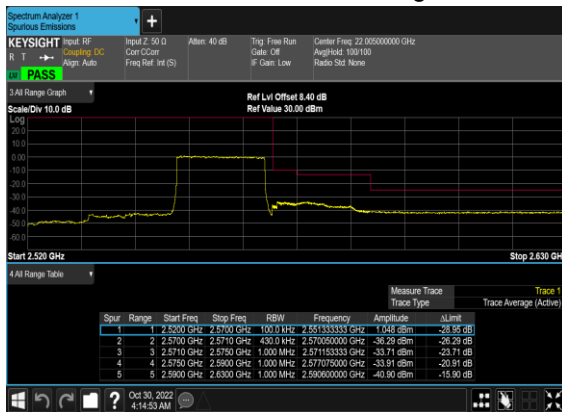 Spectrum Analyzer 1
Spurious Emissions
KEYSIGHT Input: RF Input Z: 50 Ω Atten: 40 dB Trig: Free Run Center Freq: 22.005000000 GHz
R T Coupling: DC Corr CCorr Gate: Off Avg|Hold: 100/100
Align: Auto Freq Ref: Int (S) IF Gain: Low Radio Std: None
PASS
3 All Range Graph
Ref Lvl Offset 8.40 dB
Scale/Div 10.0 dB Ref Value 30.00 dBm
Log
20.0
10.0
0.00
-10.0
-20.0
-30.0
-40.0
-50.0
-60.0
Start 2.520 GHz Stop 2.630 GH
4 All Range Table
Measure Trace Trace 1
Trace Type Trace Average (Active)
Spur Range Start Freq Stop Freq RBW Frequency Amplitude ΔLimit
1 1 2.5200 GHz 2.5700 GHz 100.0 kHz 2.551333333 GHz 1.048 dBm -28.95 dB
2 2 2.5700 GHz 2.5710 GHz 430.0 kHz 2.570050000 GHz -36.29 dBm -26.29 dB
3 3 2.5710 GHz 2.5750 GHz 1.000 MHz 2.571153333 GHz -33.71 dBm -23.71 dB
4 4 2.5750 GHz 2.5900 GHz 1.000 MHz 2.577075000 GHz -33.91 dBm -20.91 dB
5 5 2.5900 GHz 2.6300 GHz 1.000 MHz 2.590600000 GHz -40.90 dBm -15.90 dB
? Oct 30, 2022
4:14:53 AM